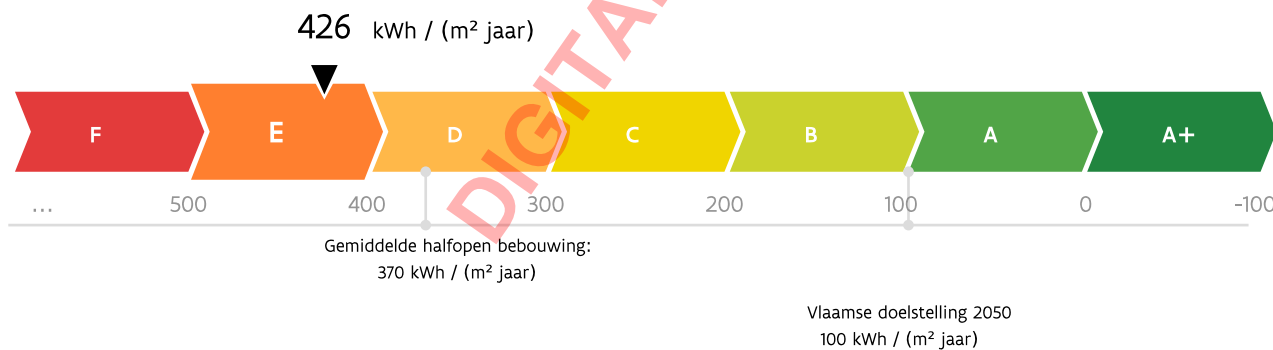 426 kWh / (m² jaar)
F E D C B A A+
... 500 400 300 200 100 0 -100
Gemiddelde halfopen bebouwing:
370 kWh / (m² jaar)
Vlaamse doelstelling 2050
100 kWh / (m² jaar)
DIGITA